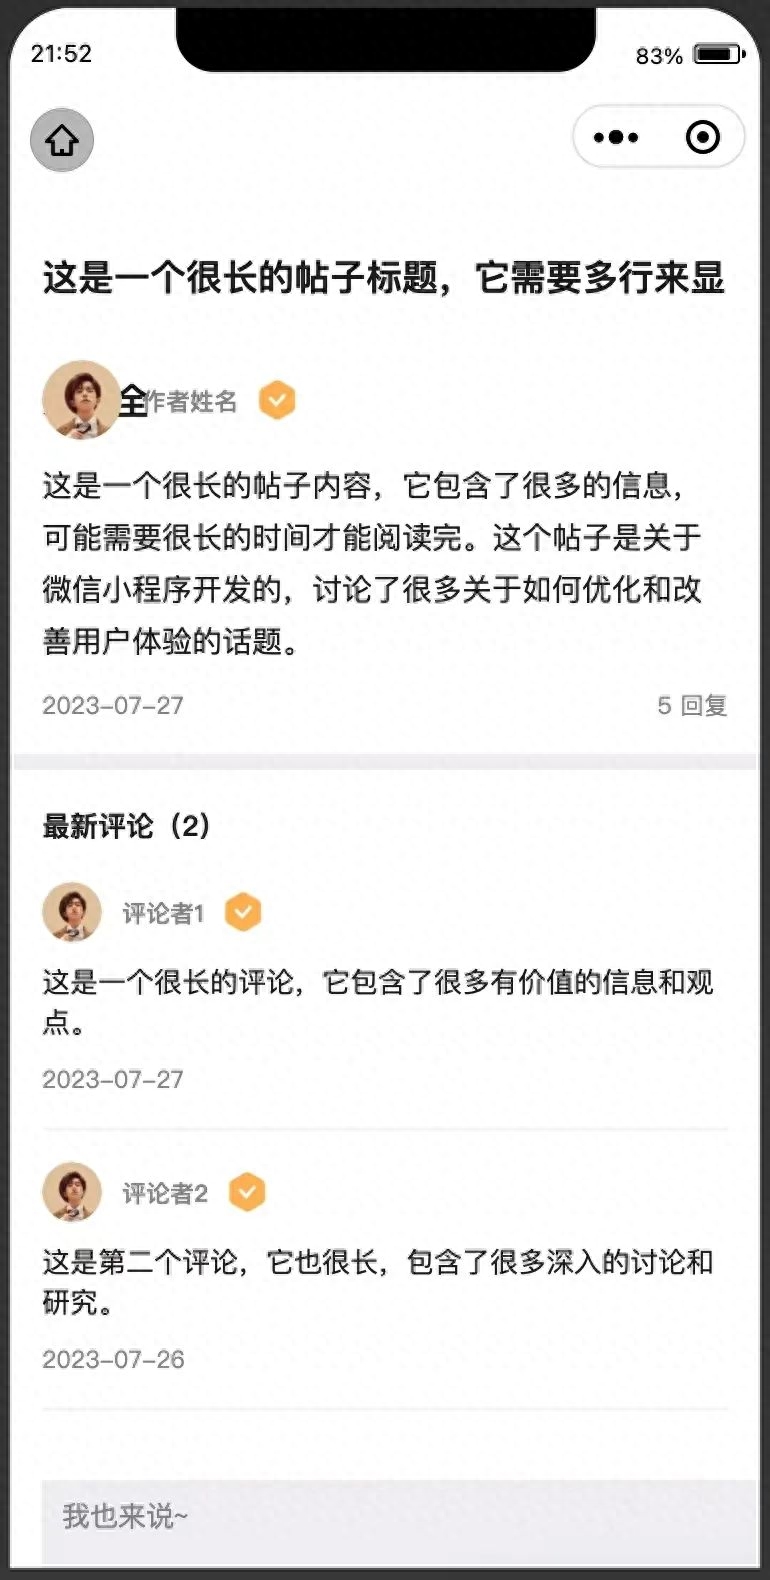 21:52
83%
这是一个很长的帖子标题，它需要多行来显
全
作者姓名
这是一个很长的帖子内容，它包含了很多的信息，
可能需要很长的时间才能阅读完。这个帖子是关于
微信小程序开发的，讨论了很多关于如何优化和改
善用户体验的话题。
2023-07-27
5 回复
最新评论（2）
评论者1
这是一个很长的评论，它包含了很多有价值的信息和观
点。
2023-07-27
评论者2
这是第二个评论，它也很长，包含了很多深入的讨论和
研究。
2023-07-26
我也来说~